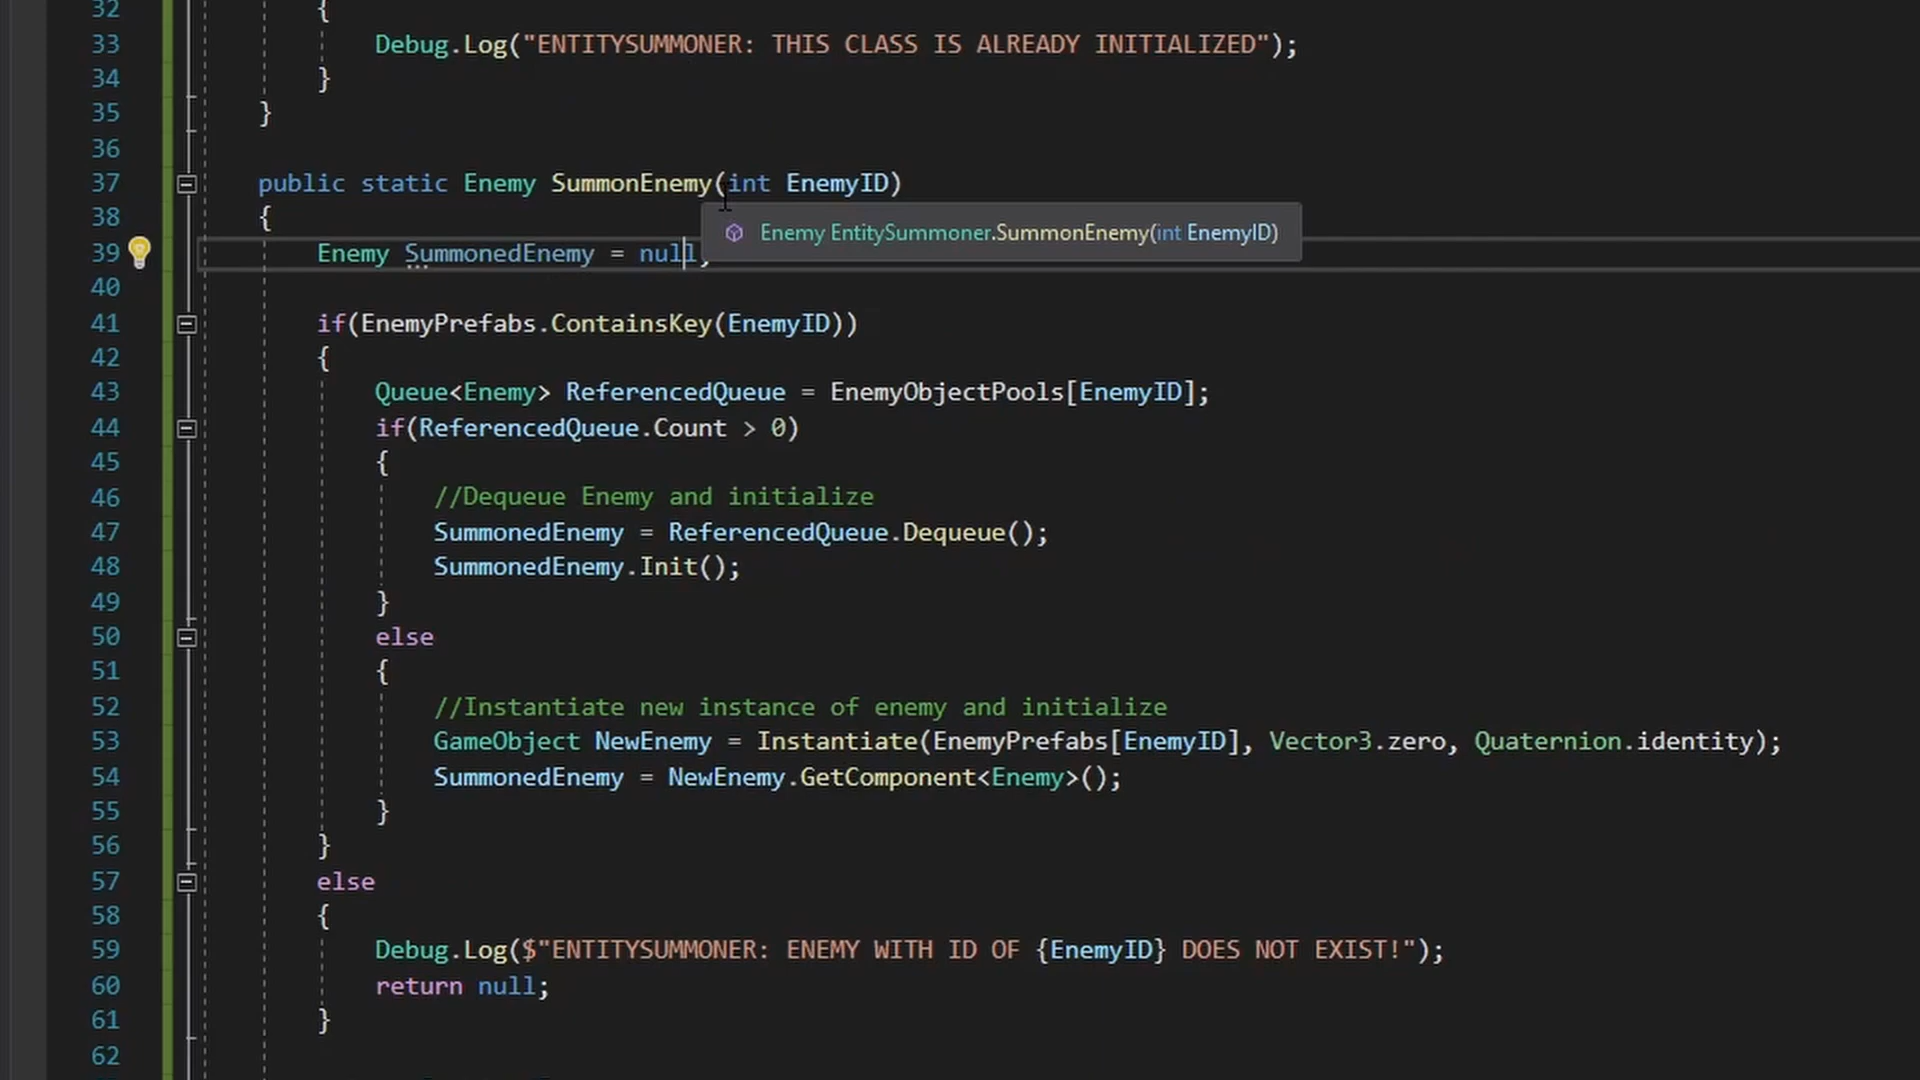 32 {
33 Debug.Log("ENTITYSUMMONER: THIS CLASS IS ALREADY INITIALIZED");
34 }
35 }
36
37 public static Enemy SummonEnemy(int EnemyID)
38 {
Enemy EntitySummoner.SummonEnemy(int EnemyID)
39 Enemy SummonedEnemy = null;
40
41 if(EnemyPrefabs.ContainsKey(EnemyID))
42 {
43 Queue<Enemy> ReferencedQueue = EnemyObjectPools[EnemyID];
44 if(ReferencedQueue.Count > 0)
45 {
46 //Dequeue Enemy and initialize
47 SummonedEnemy = ReferencedQueue.Dequeue();
48 SummonedEnemy.Init();
49 }
50 else
51 {
52 //Instantiate new instance of enemy and initialize
53 GameObject NewEnemy = Instantiate(EnemyPrefabs[EnemyID], Vector3.zero, Quaternion.identity);
54 SummonedEnemy = NewEnemy.GetComponent<Enemy>();
55 }
56 }
57 else
58 {
59 Debug.Log($"ENTITYSUMMONER: ENEMY WITH ID OF {EnemyID} DOES NOT EXIST!");
60 return null;
61 }
62